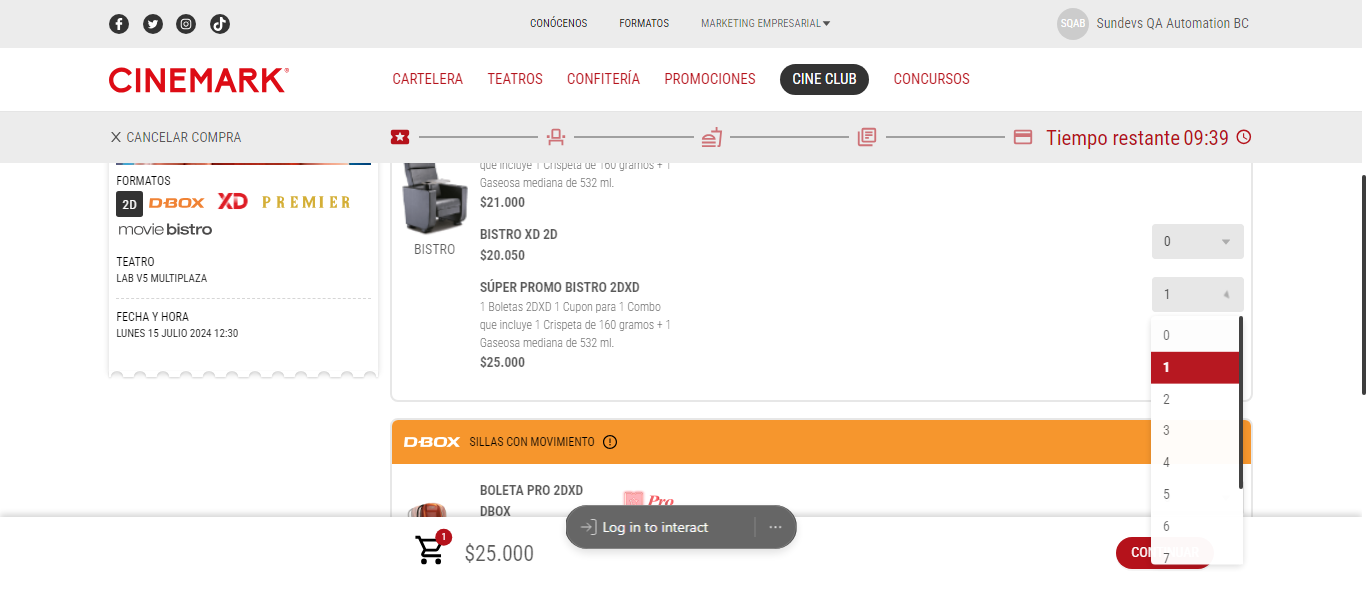 CONÓCENOS FORMATOS MARKETING EMPRESARIAL SQAB Sundevs QA Automation BC
CINEMARK CARTELERA TEATROS CONFITERÍA PROMOCIONES CINE CLUB CONCURSOS
CANCELAR COMPRA Tiempo restante 09:39
FORMATOS
2D D-BOX XD PREMIER
movie bistro
TEATRO
LAB V5 MULTIPLAZA
FECHA Y HORA
LUNES 15 JULIO 2024 12:30
BISTRO
que incluye 1 Crispeta de 160 gramos + 1
Gaseosa mediana de 532 ml.
$21.000
BISTRO XD 2D
$20.050
0
SÚPER PROMO BISTRO 2DXD
1 Boletas 2DXD 1 Cupon para 1 Combo
que incluye 1 Crispeta de 160 gramos + 1
Gaseosa mediana de 532 ml.
$25.000
1
0
1
2
3
4
5
6
7
D-BOX SILLAS CON MOVIMIENTO
BOLETA PRO 2DXD
DBOX
Pro
Log in to interact
1
$25.000